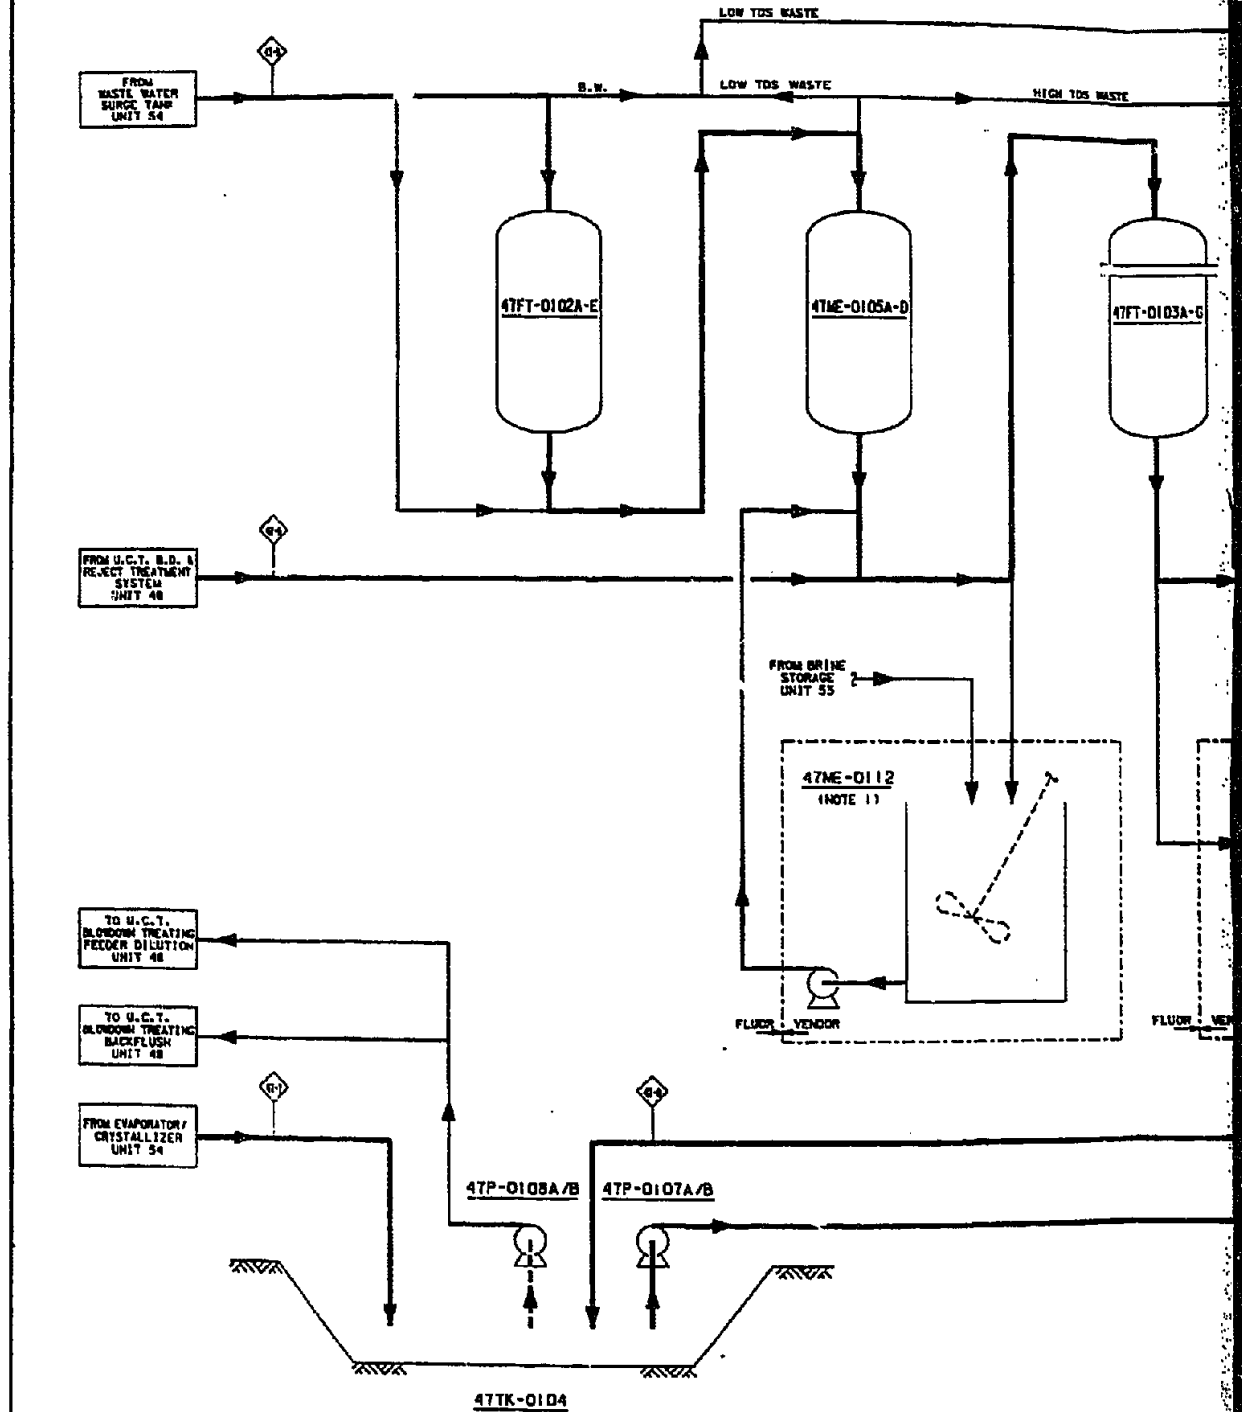 LOW TDS WASTE
FROM
WASTE WATER
SURGE TANK
UNIT 54
B.W.
LOW TDS WASTE
HIGH TDS WASTE
47FT-0102A-E
47ME-0105A-D
47FT-0103A-G
FROM U.C.T. B.D. &
REJECT TREATMENT
SYSTEM
UNIT 48
FROM BRINE
STORAGE
UNIT 53
47ME-0112
(NOTE 1)
TO U.C.T.
BLOWDOWN TREATING
FEEDER DILUTION
UNIT 48
TO U.C.T.
BLOWDOWN TREATING
BACKFLUSH
UNIT 48
FLUOR
VENDOR
FLUOR
VEN
FROM EVAPORATOR/
CRYSTALLIZER
UNIT 54
47P-0108A/B
47P-0107A/B
47TK-0104